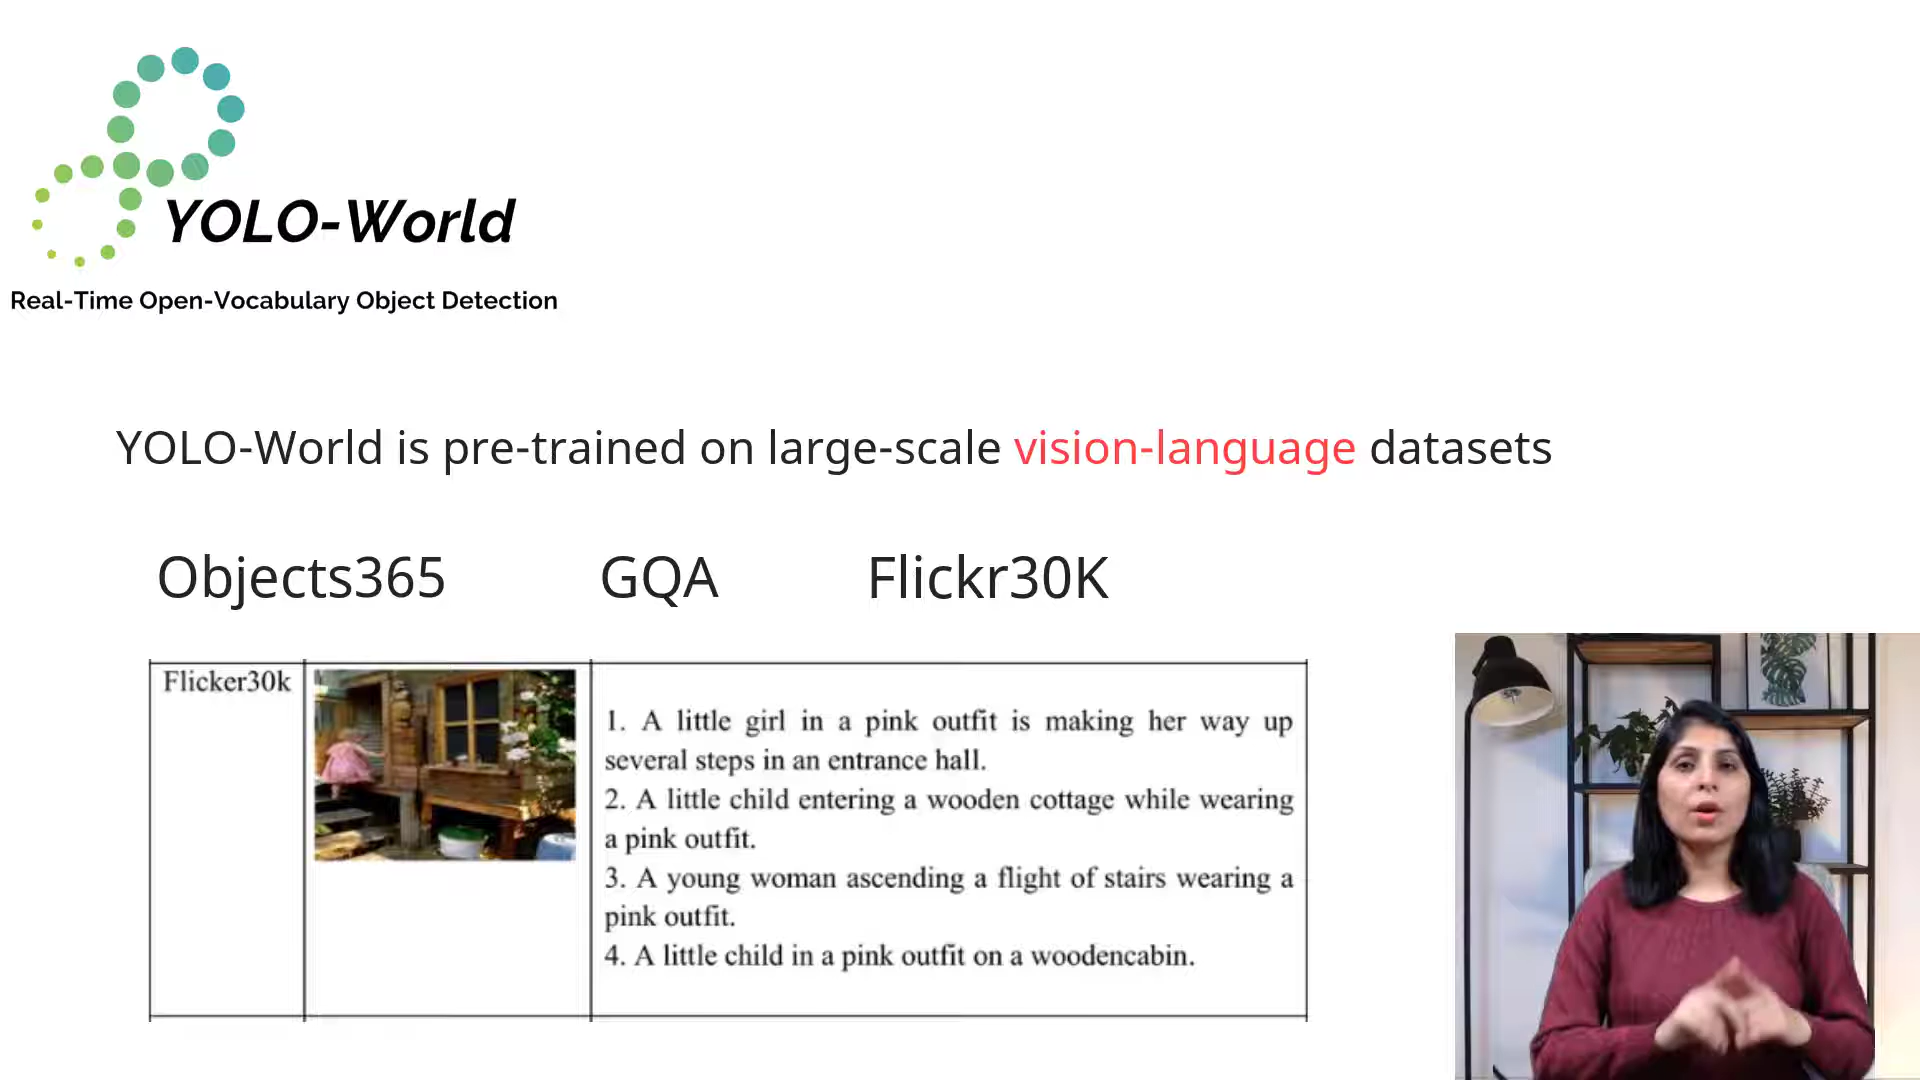 YOLO-World
Real-Time Open-Vocabulary Object Detection
YOLO-World is pre-trained on large-scale vision-language datasets
Objects365 GQA Flickr30K
Flicker30k
1. A little girl in a pink outfit is making her way up
several steps in an entrance hall.
2. A little child entering a wooden cottage while wearing
a pink outfit.
3. A young woman ascending a flight of stairs wearing a
pink outfit.
4. A little child in a pink outfit on a woodencabin.